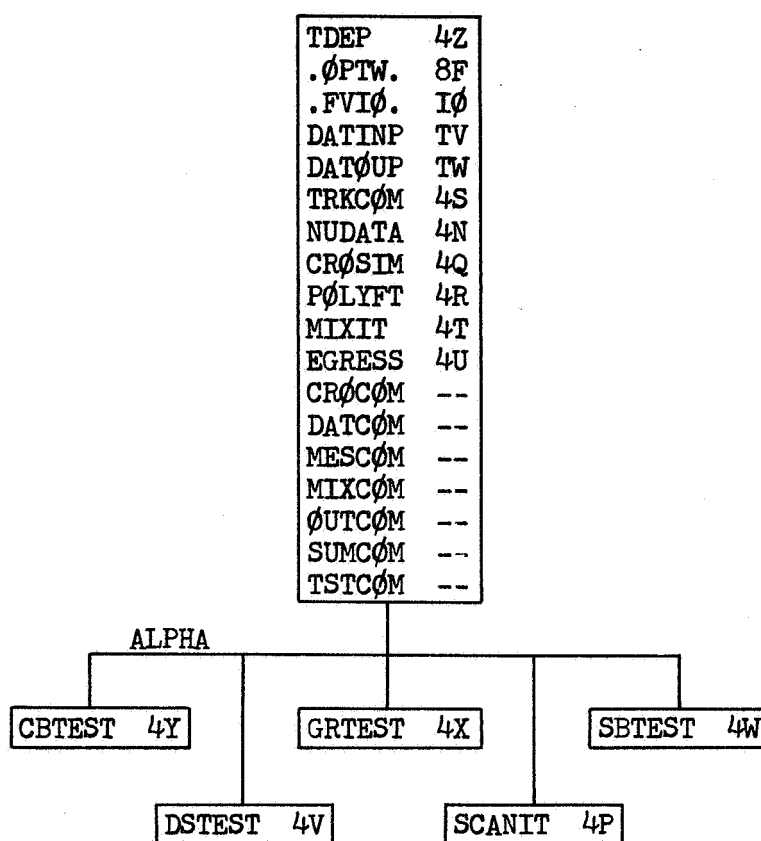 TDEP 4Z
.ØPTW. 8F
.FVIØ. IØ
DATINP TV
DATØUP TW
TRKCØM 4S
NUDATA 4N
CRØSIM 4Q
PØLYFT 4R
MIXIT 4T
EGRESS 4U
CRØCØM --
DATCØM --
MESCØM --
MIXCØM --
ØUTCØM --
SUMCØM --
TSTCØM --
ALPHA
CBTEST 4Y
GRTEST 4X
SBTEST 4W
DSTEST 4V
SCANIT 4P